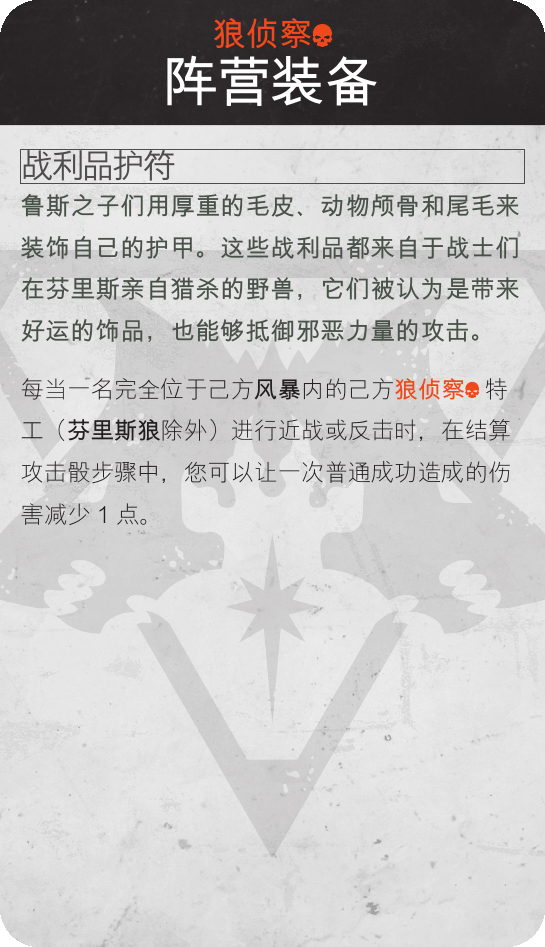 狼侦察
阵营装备
战利品护符
鲁斯之子们用厚重的毛皮、动物颅骨和尾毛来
装饰自己的护甲。这些战利品都来自于战士们
在芬里斯亲自猎杀的野兽，它们被认为是带来
好运的饰品，也能够抵御邪恶力量的攻击。
每当一名完全位于己方风暴内的己方狼侦察 特
工（芬里斯狼除外）进行近战或反击时，在结算
攻击骰步骤中，您可以让一次普通成功造成的伤
害减少 1 点。